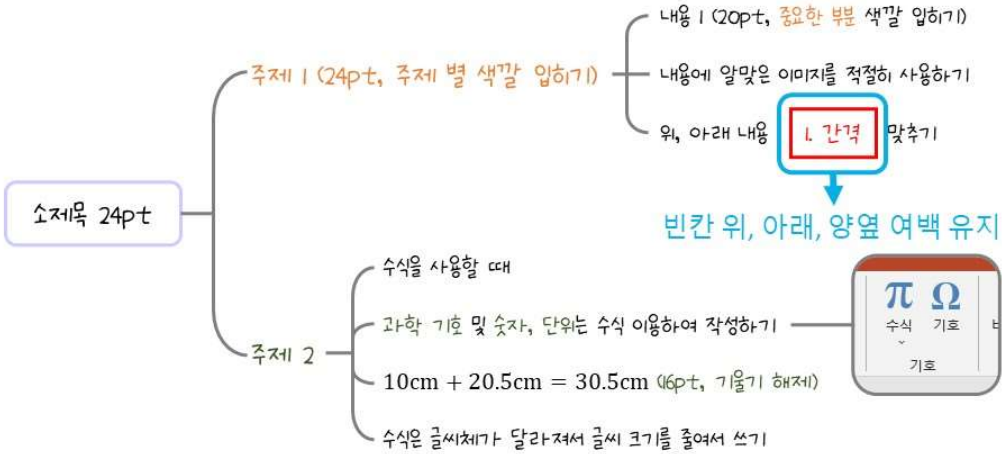 내용 1 (20pt, 중요한 부분 색깔 입히기)
주제 1 (24pt, 주제 별 색깔 입히기)
내용에 알맞은 이미지를 적절히 사용하기
위, 아래 내용 1. 간격 맞추기
소제목 24pt
빈칸 위, 아래, 양옆 여백 유지
수식을 사용할 때
과학 기호 및 숫자, 단위는 수식 이용하여 작성하기
π Ω
수식 기호
기호
주제 2
10cm + 20.5cm = 30.5cm (16pt, 기울기 해제)
수식은 글씨체가 달라져서 글씨 크기를 줄여서 쓰기